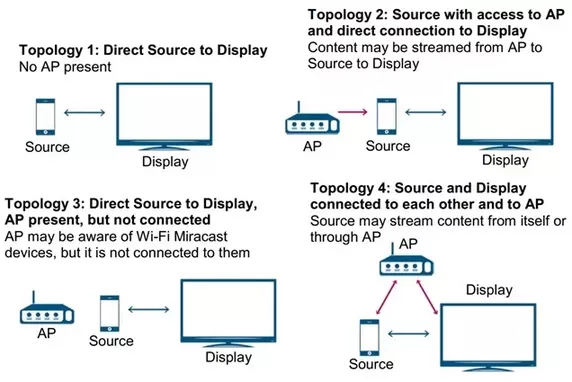 Topology 1: Direct Source to Display
No AP present
Source
Display
Topology 2: Source with access to AP
and direct connection to Display
Content may be streamed from AP to
Source to Display
AP
Source
Display
Topology 3: Direct Source to Display,
AP present, but not connected
AP may be aware of Wi-Fi Miracast
devices, but it is not connected to them
AP
Source
Display
Topology 4: Source and Display
connected to each other and to AP
Source may stream content from itself or
through AP
AP
Display
Source